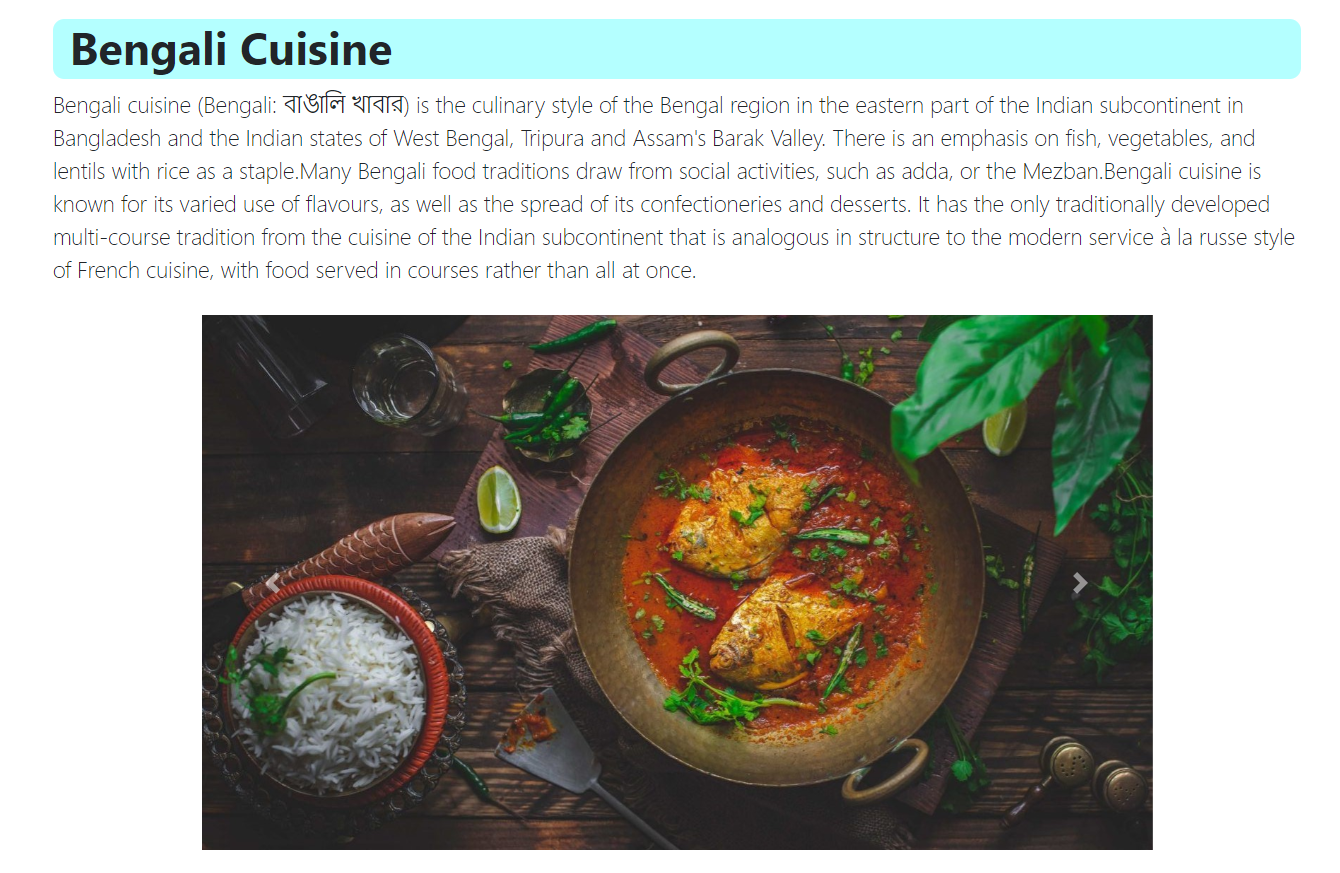 Bengali Cuisine
Bengali cuisine (Bengali: বাঙালি খাবার) is the culinary style of the Bengal region in the eastern part of the Indian subcontinent in
Bangladesh and the Indian states of West Bengal, Tripura and Assam's Barak Valley. There is an emphasis on fish, vegetables, and
lentils with rice as a staple.Many Bengali food traditions draw from social activities, such as adda, or the Mezban.Bengali cuisine is
known for its varied use of flavours, as well as the spread of its confectioneries and desserts. It has the only traditionally developed
multi-course tradition from the cuisine of the Indian subcontinent that is analogous in structure to the modern service à la russe style
of French cuisine, with food served in courses rather than all at once.